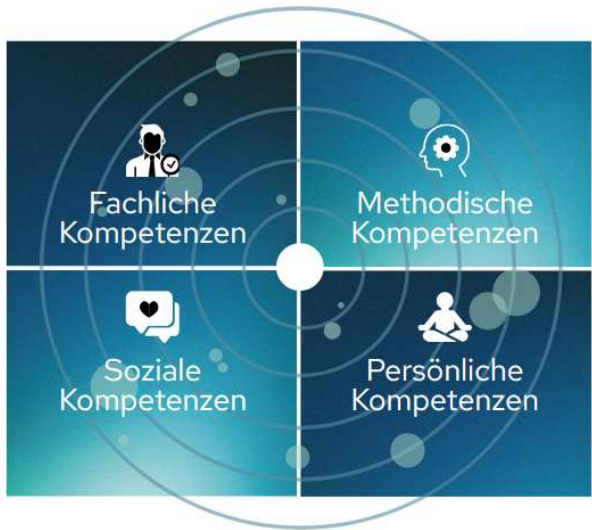 Fachliche
Kompetenzen
Methodische
Kompetenzen
Soziale
Kompetenzen
Persönliche
Kompetenzen